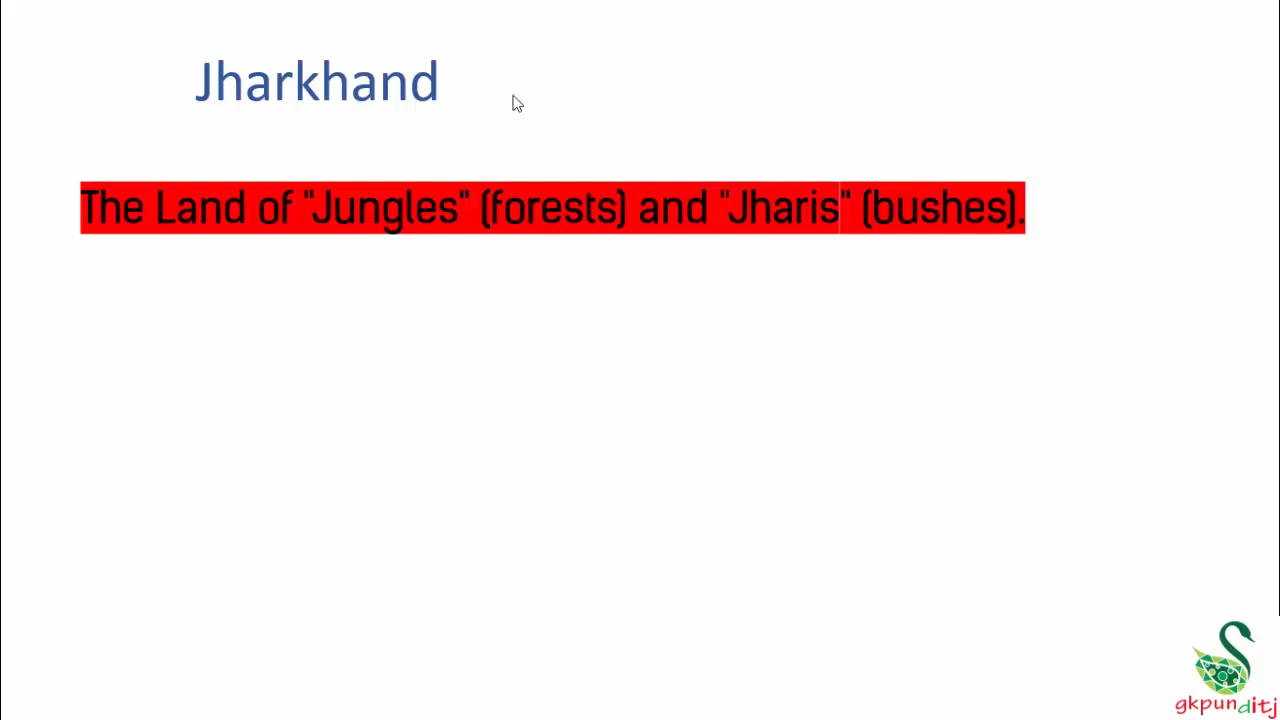 Jharkhand
The Land of "Jungles" (forests) and "Jharis" (bushes).
gkpunditj